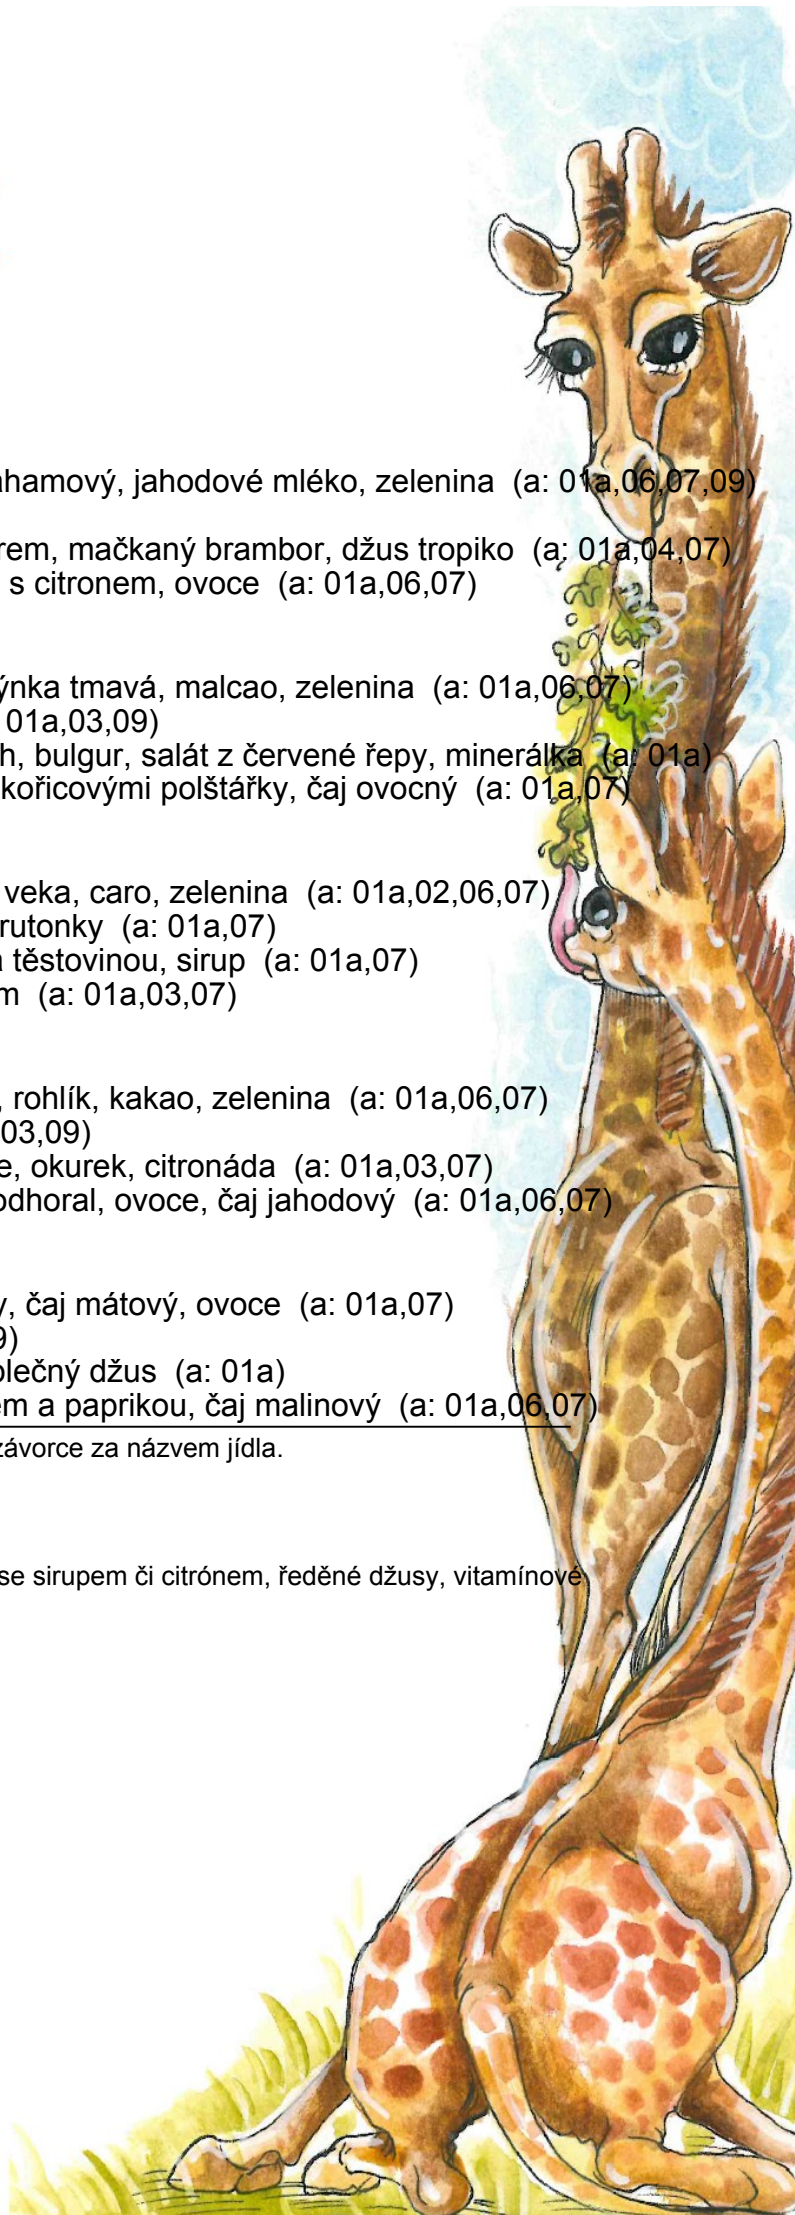 ahamový, jahodové mléko, zelenina (a: 01a,06,07,09)
rem, mačkaný brambor, džus tropiko (a: 01a,04,07)
s citronem, ovoce (a: 01a,06,07)
ýnka tmavá, malcao, zelenina (a: 01a,06,07)
01a,03,09)
h, bulgur, salát z červené řepy, minerálka (a: 01a)
kořicovými polštářky, čaj ovocný (a: 01a,07)
veka, caro, zelenina (a: 01a,02,06,07)
rutonky (a: 01a,07)
a těstovinou, sirup (a: 01a,07)
m (a: 01a,03,07)
, rohlík, kakao, zelenina (a: 01a,06,07)
03,09)
e, okurek, citronáda (a: 01a,03,07)
odhoral, ovoce, čaj jahodový (a: 01a,06,07)
y, čaj mátový, ovoce (a: 01a,07)
9)
olečný džus (a: 01a)
em a paprikou, čaj malinový (a: 01a,06,07)
závorce za názvem jídla.
se sirupem či citrónem, ředěné džusy, vitamínové